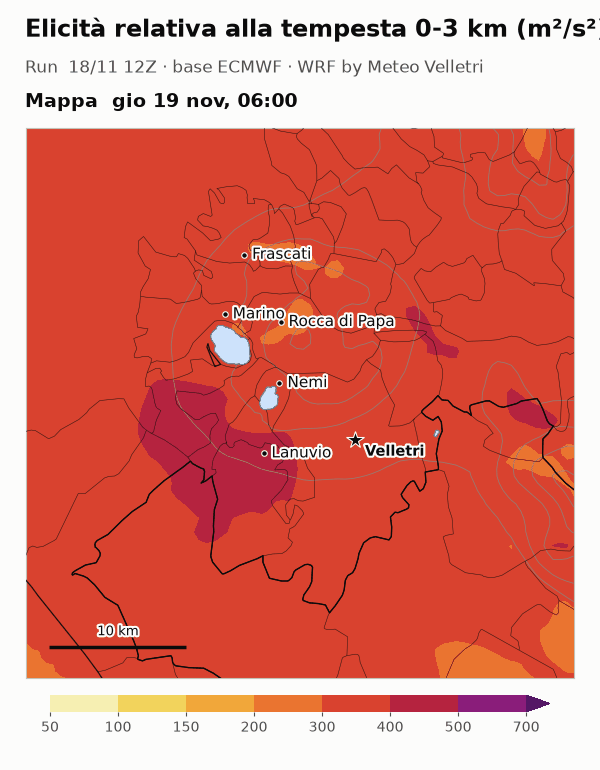 Elicità relativa alla tempesta 0-3 km (m²/s²)
Run  18/11 12Z · base ECMWF · WRF by Meteo Velletri
Mappa  gio 19 nov, 06:00
Frascati
Marino
Rocca di Papa
Nemi
Velletri
Lanuvio
10 km
50 100 150 200 300 400 500 700